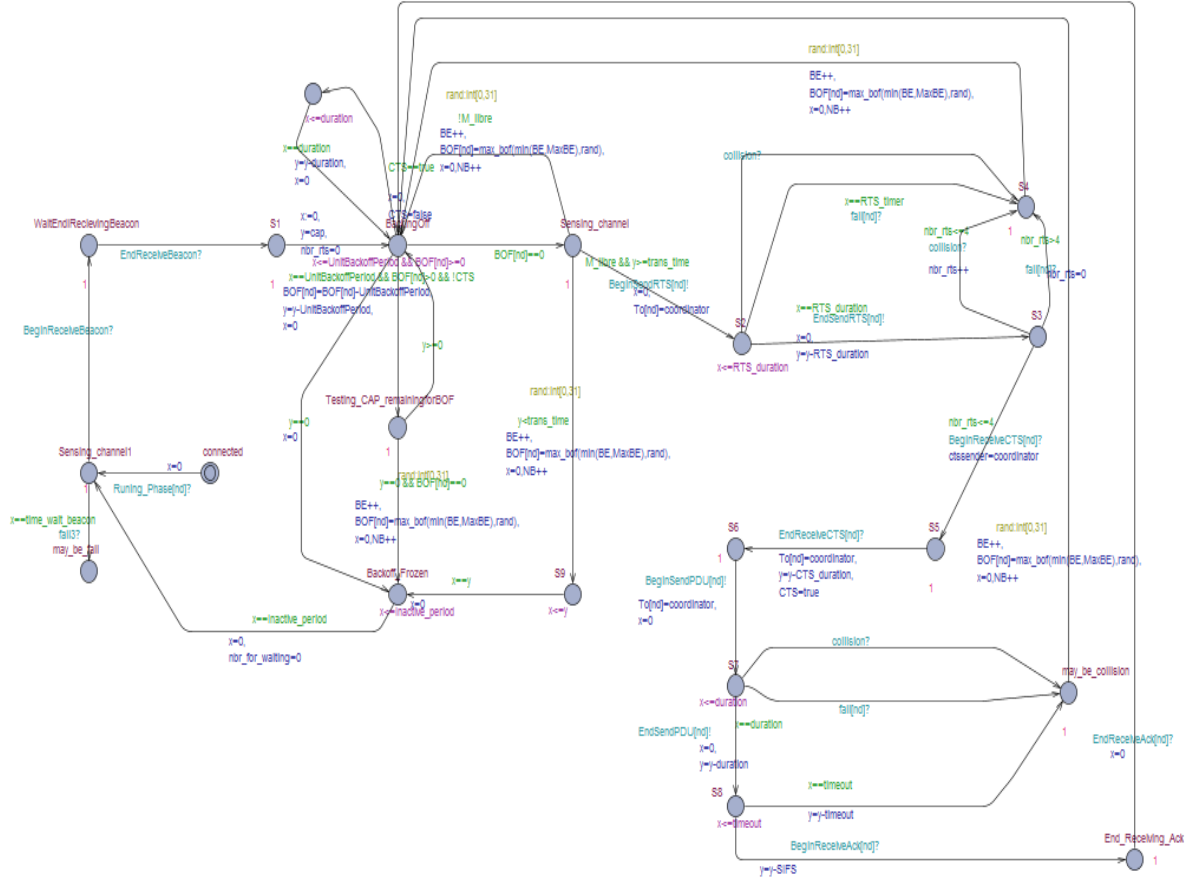 rand:int[0,31]
BE++,
BOF[nd]=max_bof(min(BE,MaxBE),rand),
x=0,NB++
x<=duration
x==duration
y=y-duration,
x=0
rand:int[0,31]
!M_libre
BE++,
BOF[nd]=max_bof(min(BE,MaxBE),rand),
x=0,NB++
CTS==true
x=0,
CTS=false
collision?
S4
x==RTS_timer
fail[nd]?
1
nbr_rts<=4
collision?
nbr_rts++
nbr_rts>4
fail[nd]?
nbr_rts=0
WaitEndRecievingBeacon
EndReceiveBeacon?
1
S1
1
x:=0,
y=cap,
nbr_rts=0
BackingOff
x<=UnitBackoffPeriod && BOF[nd]>=0
x==UnitBackoffPeriod && BOF[nd]>0 && !CTS
BOF[nd]=BOF[nd]-UnitBackoffPeriod,
y=y-UnitBackoffPeriod,
x=0
BOF[nd]==0
Sensing_channel
1
M_libre && y>=trans_time
BeginSendRTS[nd]!
x=0,
To[nd]=coordinator
S2
x<=RTS_duration
x==RTS_duration
EndSendRTS[nd]!
x=0,
y=y-RTS_duration
S3
BeginReceiveBeacon?
y>=0
Testing_CAP_remainingforBOF
1
y==0
x=0
rand:int[0,31]
y<trans_time
BE++,
BOF[nd]=max_bof(min(BE,MaxBE),rand),
x=0,NB++
nbr_rts<=4
BeginReceiveCTS[nd]?
ctssender=coordinator
Sensing_channel1
1
x=0
Runing_Phase[nd]?
connected
rand:int[0,31]
y==0 && BOF[nd]==0
BE++,
BOF[nd]=max_bof(min(BE,MaxBE),rand),
x=0,NB++
x==time_wait_beacon
fail3?
may_be_fail
S6
1
EndReceiveCTS[nd]?
To[nd]=coordinator,
y=y-CTS_duration,
CTS=true
S5
1
rand:int[0,31]
BE++,
BOF[nd]=max_bof(min(BE,MaxBE),rand),
x=0,NB++
Backoff_Frozen
x=0
x<=inactive_period
x==y
S9
x<=y
x==inactive_period
x=0,
nbr_for_waiting=0
BeginSendPDU[nd]!
To[nd]=coordinator,
x=0
collision?
S7
x<=duration
fail[nd]?
may_be_collision
1
x==duration
EndSendPDU[nd]!
x=0,
y=y-duration
S8
x<=timeout
x==timeout
y=y-timeout
EndReceiveAck[nd]?
x=0
BeginReceiveAck[nd]?
y=y-SIFS
End_Receiving_Ack
1